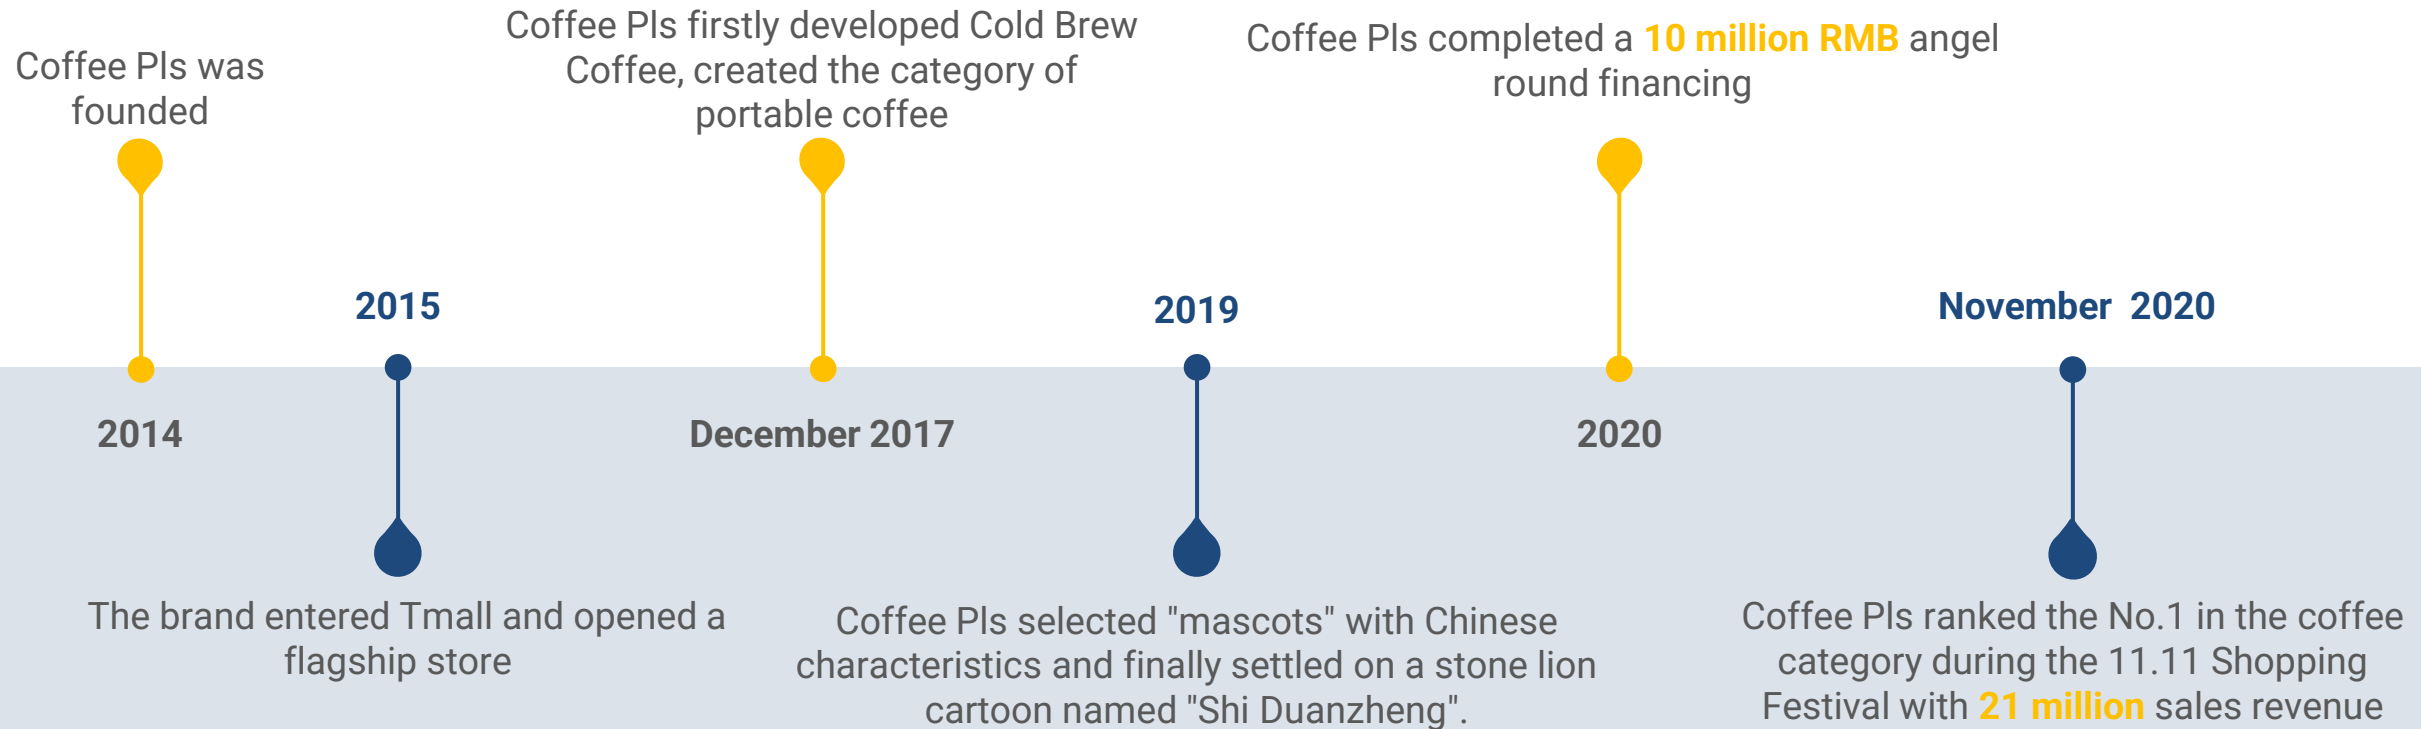 Coffee Pls was
founded
2014
2015
The brand entered Tmall and opened a
flagship store
Coffee Pls firstly developed Cold Brew
Coffee, created the category of
portable coffee
December 2017
2019
Coffee Pls selected "mascots" with Chinese
characteristics and finally settled on a stone lion
cartoon named "Shi Duanzheng".
Coffee Pls completed a 10 million RMB angel
round financing
2020
November 2020
Coffee Pls ranked the No.1 in the coffee
category during the 11.11 Shopping
Festival with 21 million sales revenue